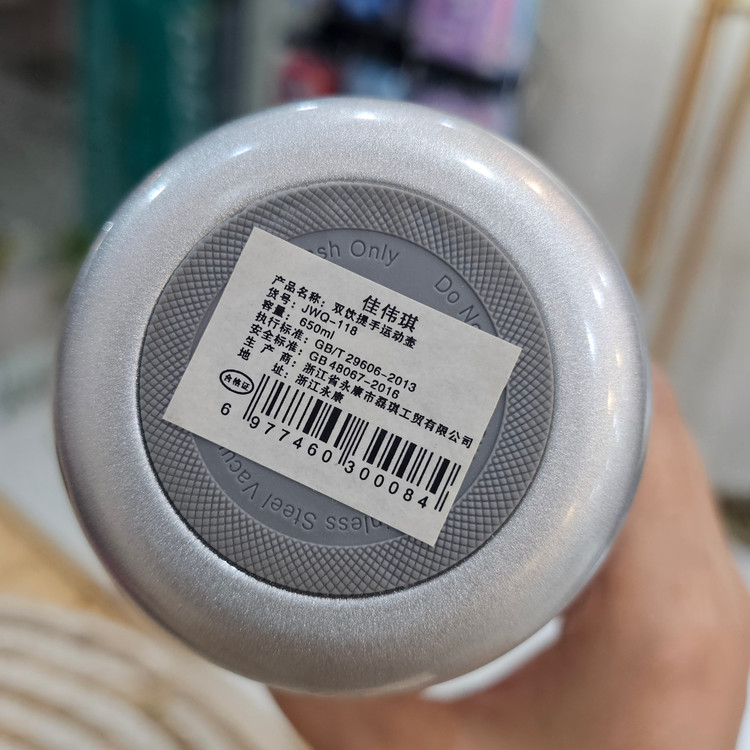 佳伟琪
产品名称：双饮提手运动壶
货号：JWQ-118
容量：650ml
执行标准：GB/T 29606-2013
安全标准：GB 48067-2016
生产商：浙江省永康市磊琪工贸有限公司
地址：浙江永康
合格证
6 977460 300084
sh Only
Do No
nless Steel Vacu